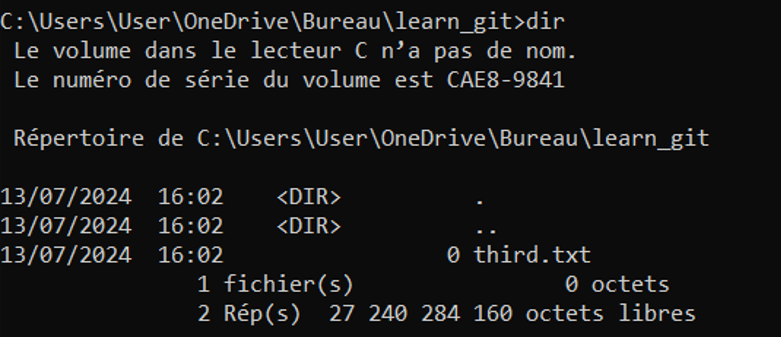 C:\Users\User\OneDrive\Bureau\learn_git>dir
 Le volume dans le lecteur C n’a pas de nom.
 Le numéro de série du volume est CAE8-9841

 Répertoire de C:\Users\User\OneDrive\Bureau\learn_git

13/07/2024  16:02    <DIR>          .
13/07/2024  16:02    <DIR>          ..
13/07/2024  16:02                 0 third.txt
               1 fichier(s)                0 octets
               2 Rép(s)  27 240 284 160 octets libres